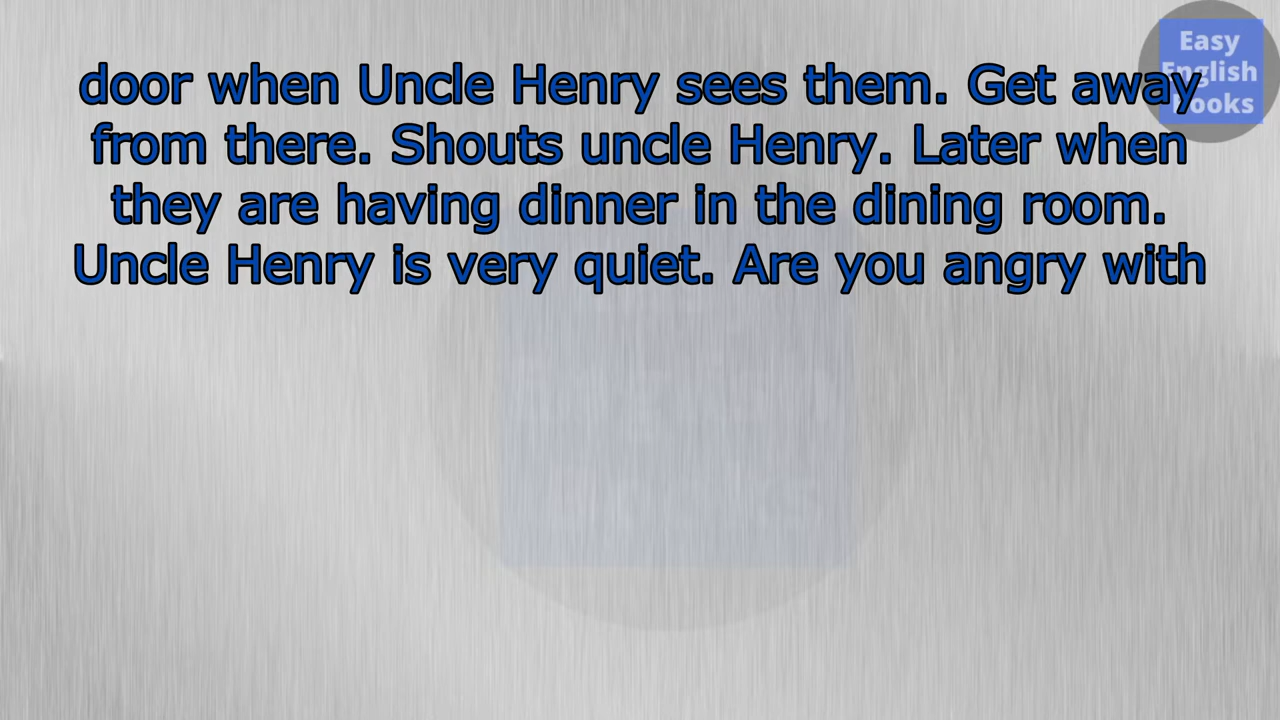 door when Uncle Henry sees them. Get away
from there. Shouts uncle Henry. Later when
they are having dinner in the dining room.
Uncle Henry is very quiet. Are you angry with
Easy
English
Books